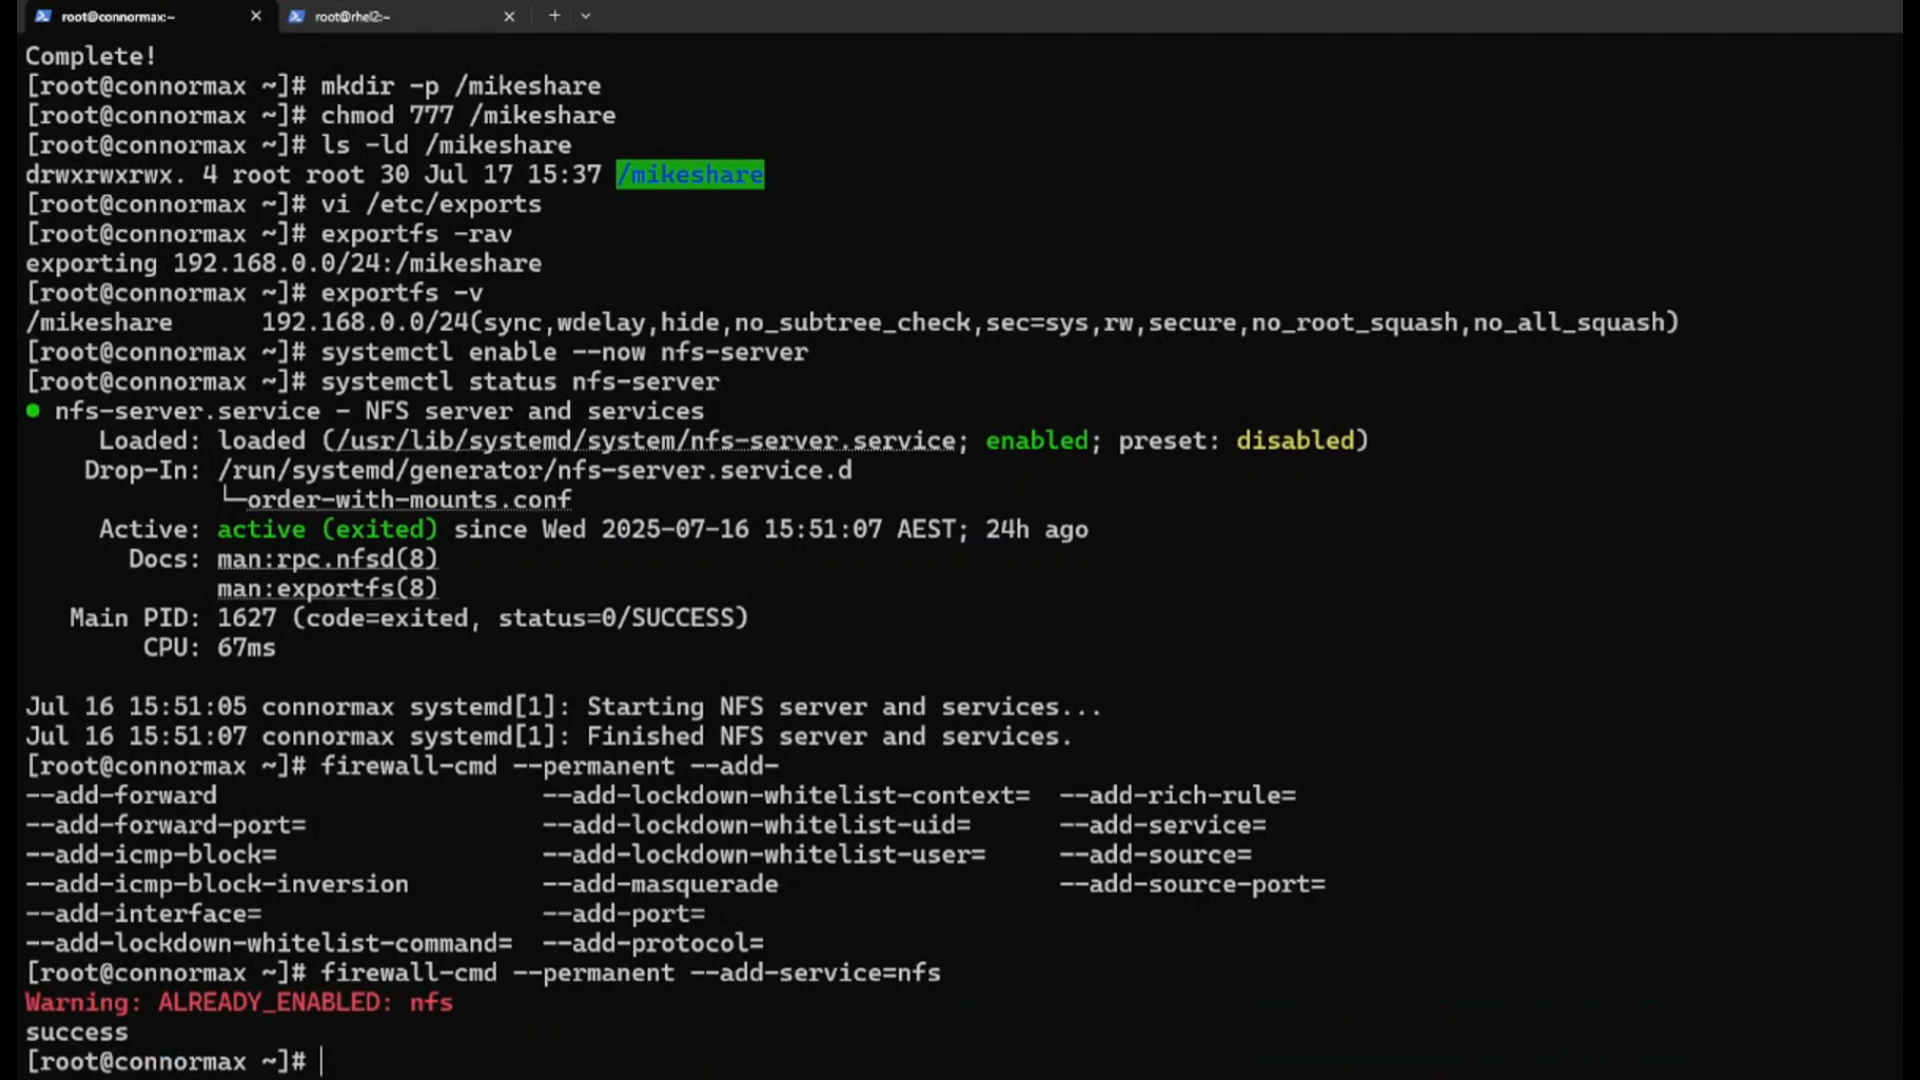 root@connormax:~ root@rhel2:~
Complete!
[root@connormax ~]# mkdir -p /mikeshare
[root@connormax ~]# chmod 777 /mikeshare
[root@connormax ~]# ls -ld /mikeshare
drwxrwxrwx. 4 root root 30 Jul 17 15:37 /mikeshare
[root@connormax ~]# vi /etc/exports
[root@connormax ~]# exportfs -rav
exporting 192.168.0.0/24:/mikeshare
[root@connormax ~]# exportfs -v
/mikeshare      192.168.0.0/24(sync,wdelay,hide,no_subtree_check,sec=sys,rw,secure,no_root_squash,no_all_squash)
[root@connormax ~]# systemctl enable --now nfs-server
[root@connormax ~]# systemctl status nfs-server
● nfs-server.service - NFS server and services
     Loaded: loaded (/usr/lib/systemd/system/nfs-server.service; enabled; preset: disabled)
    Drop-In: /run/systemd/generator/nfs-server.service.d
             └─order-with-mounts.conf
     Active: active (exited) since Wed 2025-07-16 15:51:07 AEST; 24h ago
       Docs: man:rpc.nfsd(8)
             man:exportfs(8)
   Main PID: 1627 (code=exited, status=0/SUCCESS)
        CPU: 67ms
Jul 16 15:51:05 connormax systemd[1]: Starting NFS server and services...
Jul 16 15:51:07 connormax systemd[1]: Finished NFS server and services.
[root@connormax ~]# firewall-cmd --permanent --add-
--add-forward                      --add-lockdown-whitelist-context=  --add-rich-rule=
--add-forward-port=                --add-lockdown-whitelist-uid=      --add-service=
--add-icmp-block=                  --add-lockdown-whitelist-user=     --add-source=
--add-icmp-block-inversion         --add-masquerade                   --add-source-port=
--add-interface=                   --add-port=
--add-lockdown-whitelist-command=  --add-protocol=
[root@connormax ~]# firewall-cmd --permanent --add-service=nfs
Warning: ALREADY_ENABLED: nfs
success
[root@connormax ~]#